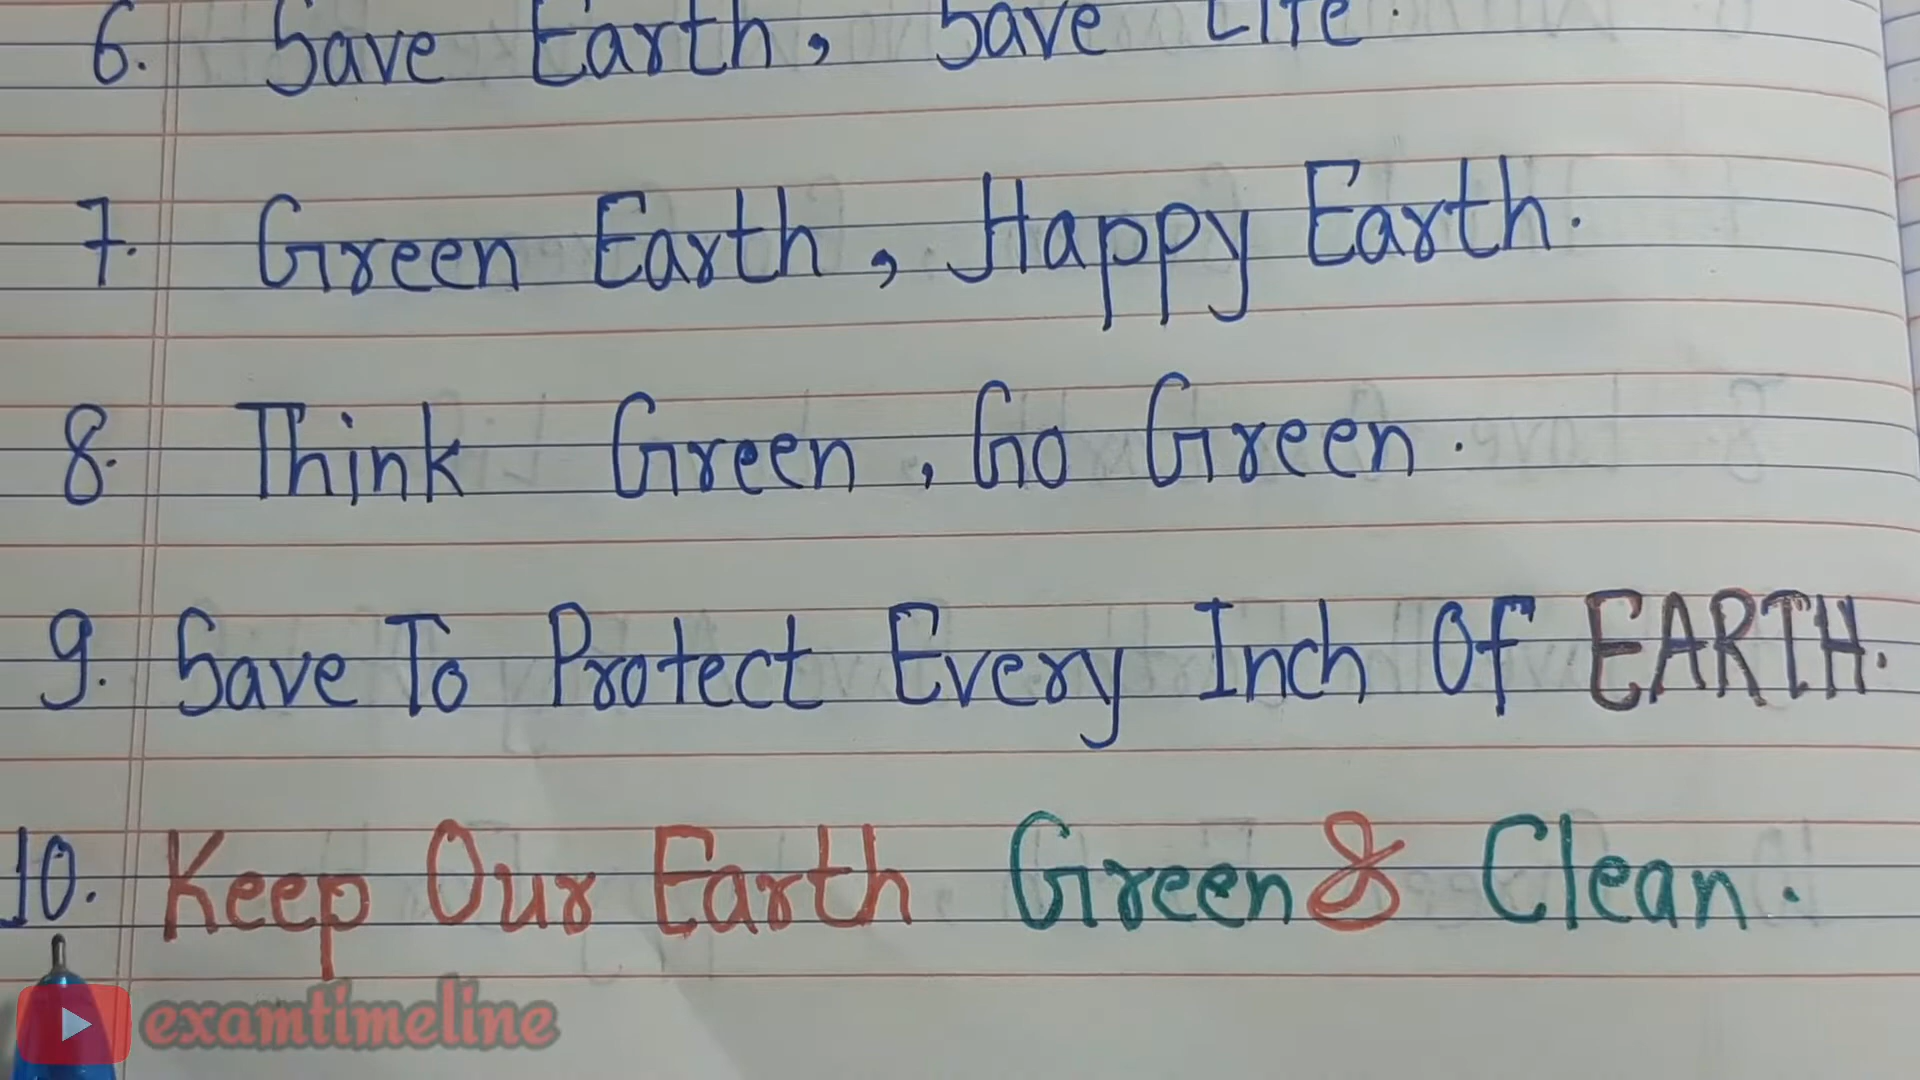 6. Save Earth, Save Life.
7. Green Earth, Happy Earth.
8. Think Green, Go Green.
9. Save To Protect Every Inch Of EARTH.
10. Keep Our Earth Green & Clean.
examtimeline